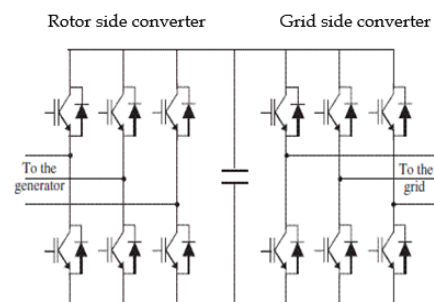 Rotor side converter
Grid side converter
To the
generator
To the
grid